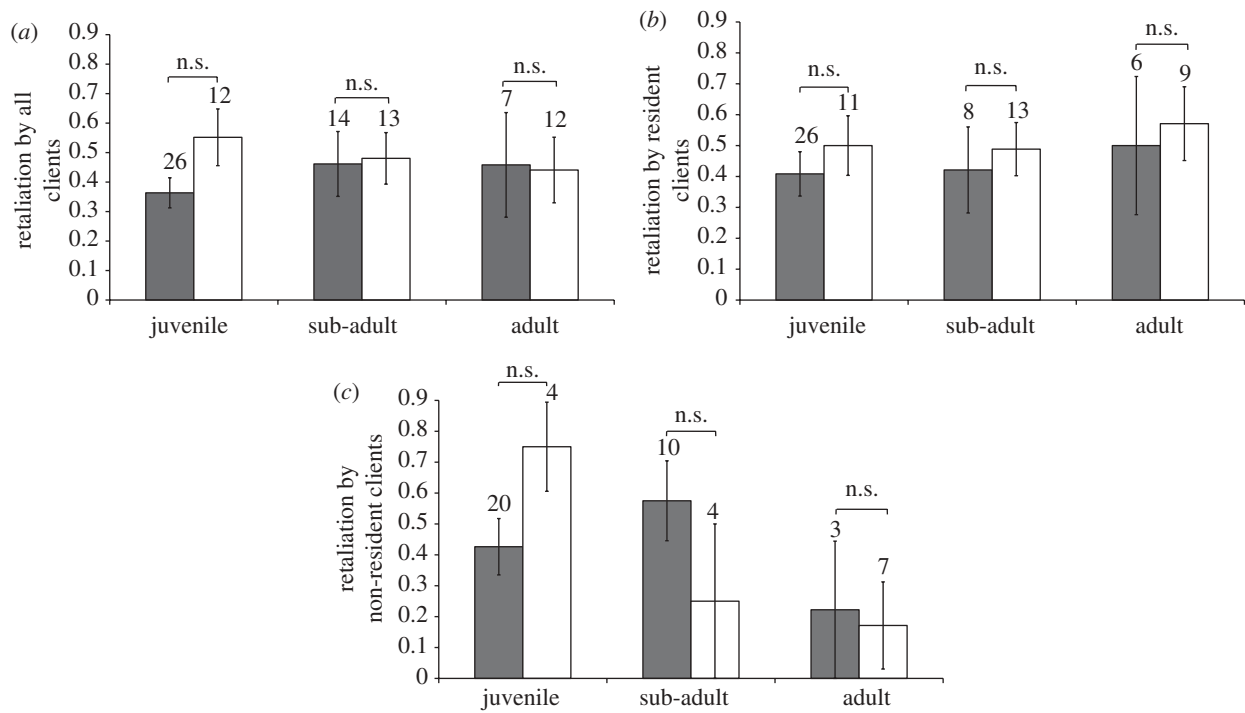 (a)
retaliation by all
clients
0.9
0.8
0.7
0.6
0.5
0.4
0.3
0.2
0.1
0
n.s.
26
12
n.s.
14
13
n.s.
7
12
juvenile
sub-adult
adult
(b)
retaliation by resident
clients
0.9
0.8
0.7
0.6
0.5
0.4
0.3
0.2
0.1
0
n.s.
26
11
n.s.
8
13
n.s.
6
9
juvenile
sub-adult
adult
(c)
retaliation by
non-resident clients
0.9
0.8
0.7
0.6
0.5
0.4
0.3
0.2
0.1
0
n.s.
20
4
n.s.
10
4
n.s.
3
7
juvenile
sub-adult
adult